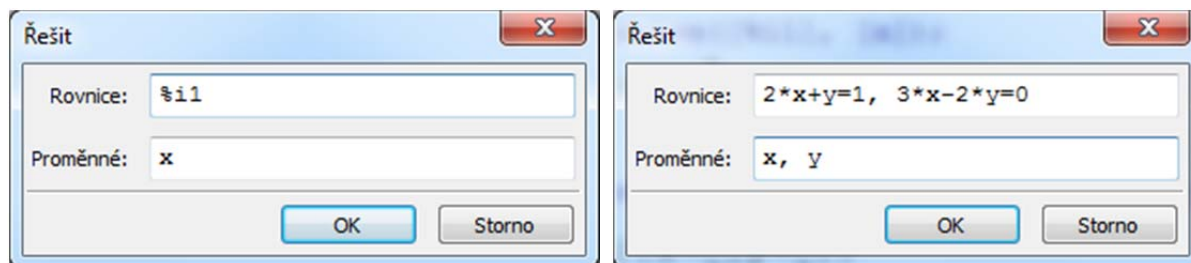 Řešit
Rovnice: %i1
Proměnné: x
OK Storno
Řešit
Rovnice: 2*x+y=1, 3*x-2*y=0
Proměnné: x, y
OK Storno